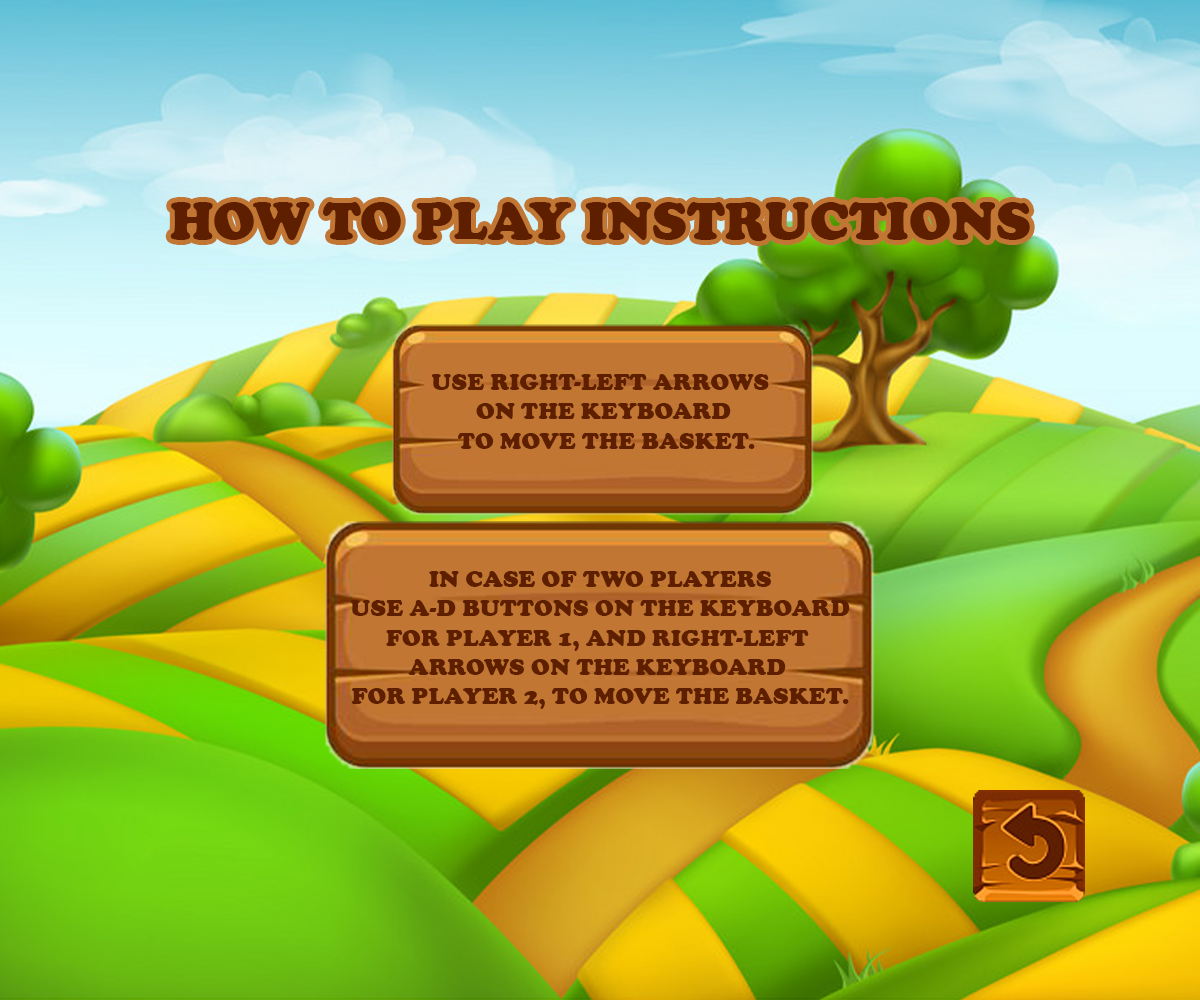 HOW TO PLAY INSTRUCTIONS
USE RIGHT-LEFT ARROWS
ON THE KEYBOARD
TO MOVE THE BASKET.
IN CASE OF TWO PLAYERS
USE A-D BUTTONS ON THE KEYBOARD
FOR PLAYER 1, AND RIGHT-LEFT
ARROWS ON THE KEYBOARD
FOR PLAYER 2, TO MOVE THE BASKET.